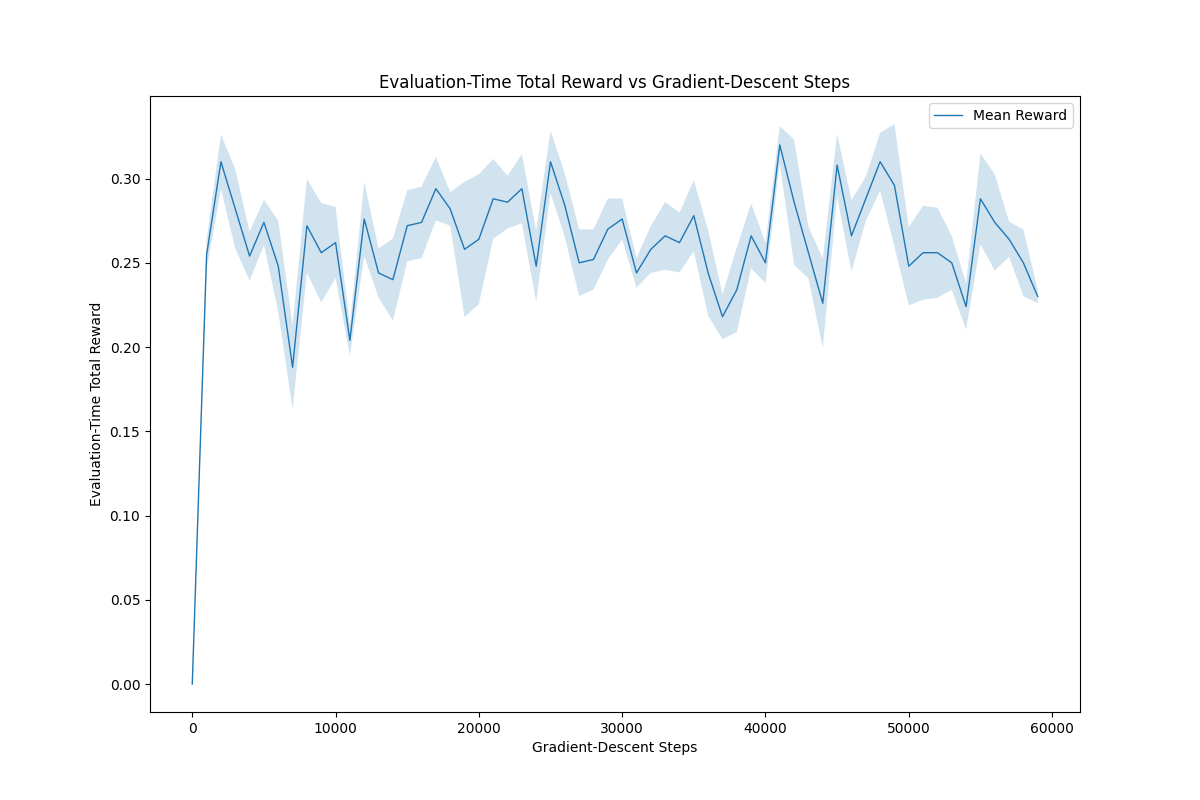 Evaluation-Time Total Reward vs Gradient-Descent Steps
Mean Reward
Evaluation-Time Total Reward
0.30
0.25
0.20
0.15
0.10
0.05
0.00
0 10000 20000 30000 40000 50000 60000
Gradient-Descent Steps